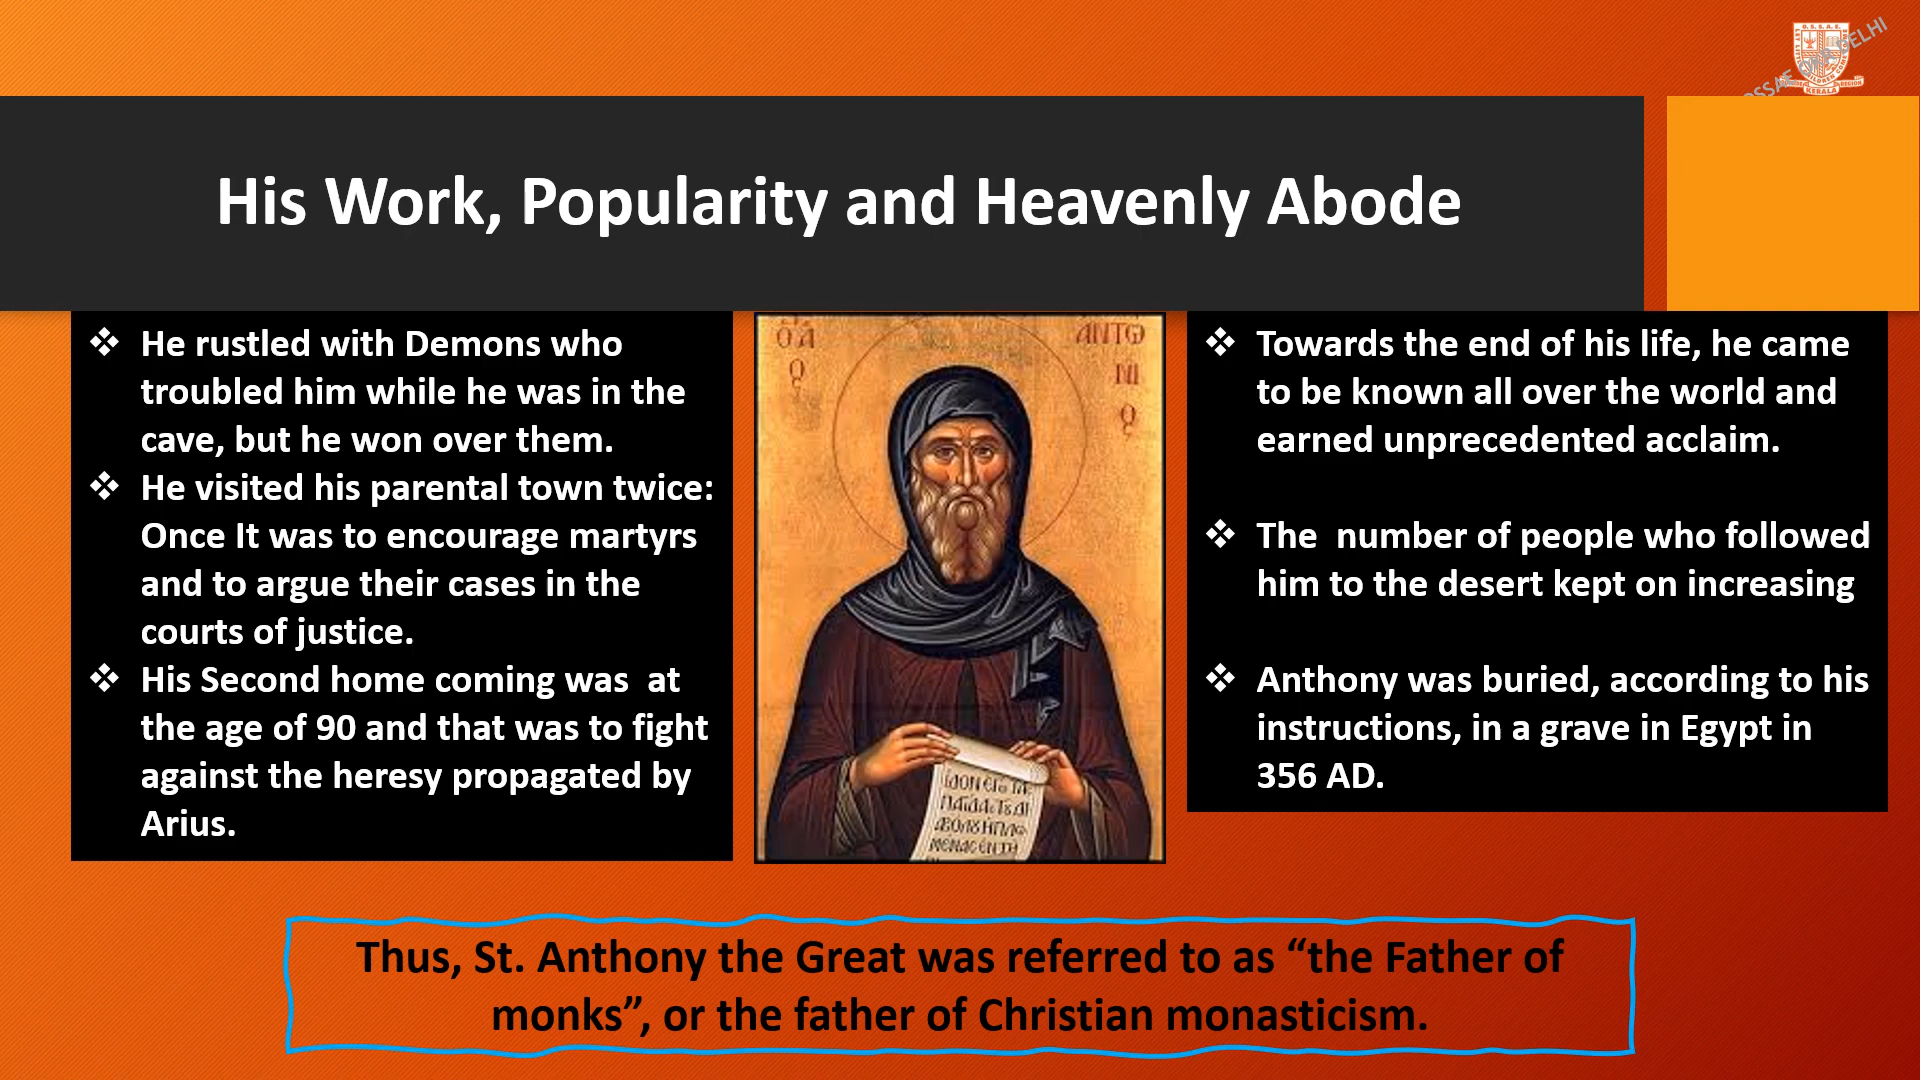 OSSAE OKR DELHI
O.S.S.A.E.
KERALA
His Work, Popularity and Heavenly Abode
❖ He rustled with Demons who
troubled him while he was in the
cave, but he won over them.
❖ He visited his parental town twice:
Once It was to encourage martyrs
and to argue their cases in the
courts of justice.
❖ His Second home coming was  at
the age of 90 and that was to fight
against the heresy propagated by
Arius.
ΑΝΤΩ
ΝΙ
❖ Towards the end of his life, he came
to be known all over the world and
earned unprecedented acclaim.
❖ The  number of people who followed
him to the desert kept on increasing
❖ Anthony was buried, according to his
instructions, in a grave in Egypt in
356 AD.
Thus, St. Anthony the Great was referred to as “the Father of
monks”, or the father of Christian monasticism.